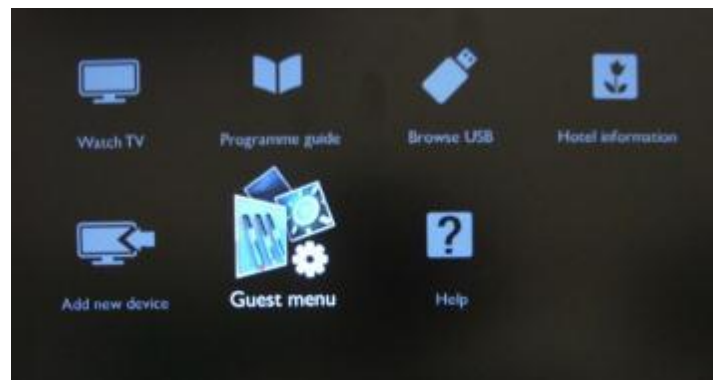 Watch TV
Programme guide
Browse USB
Hotel information
Add new device
Guest menu
Help